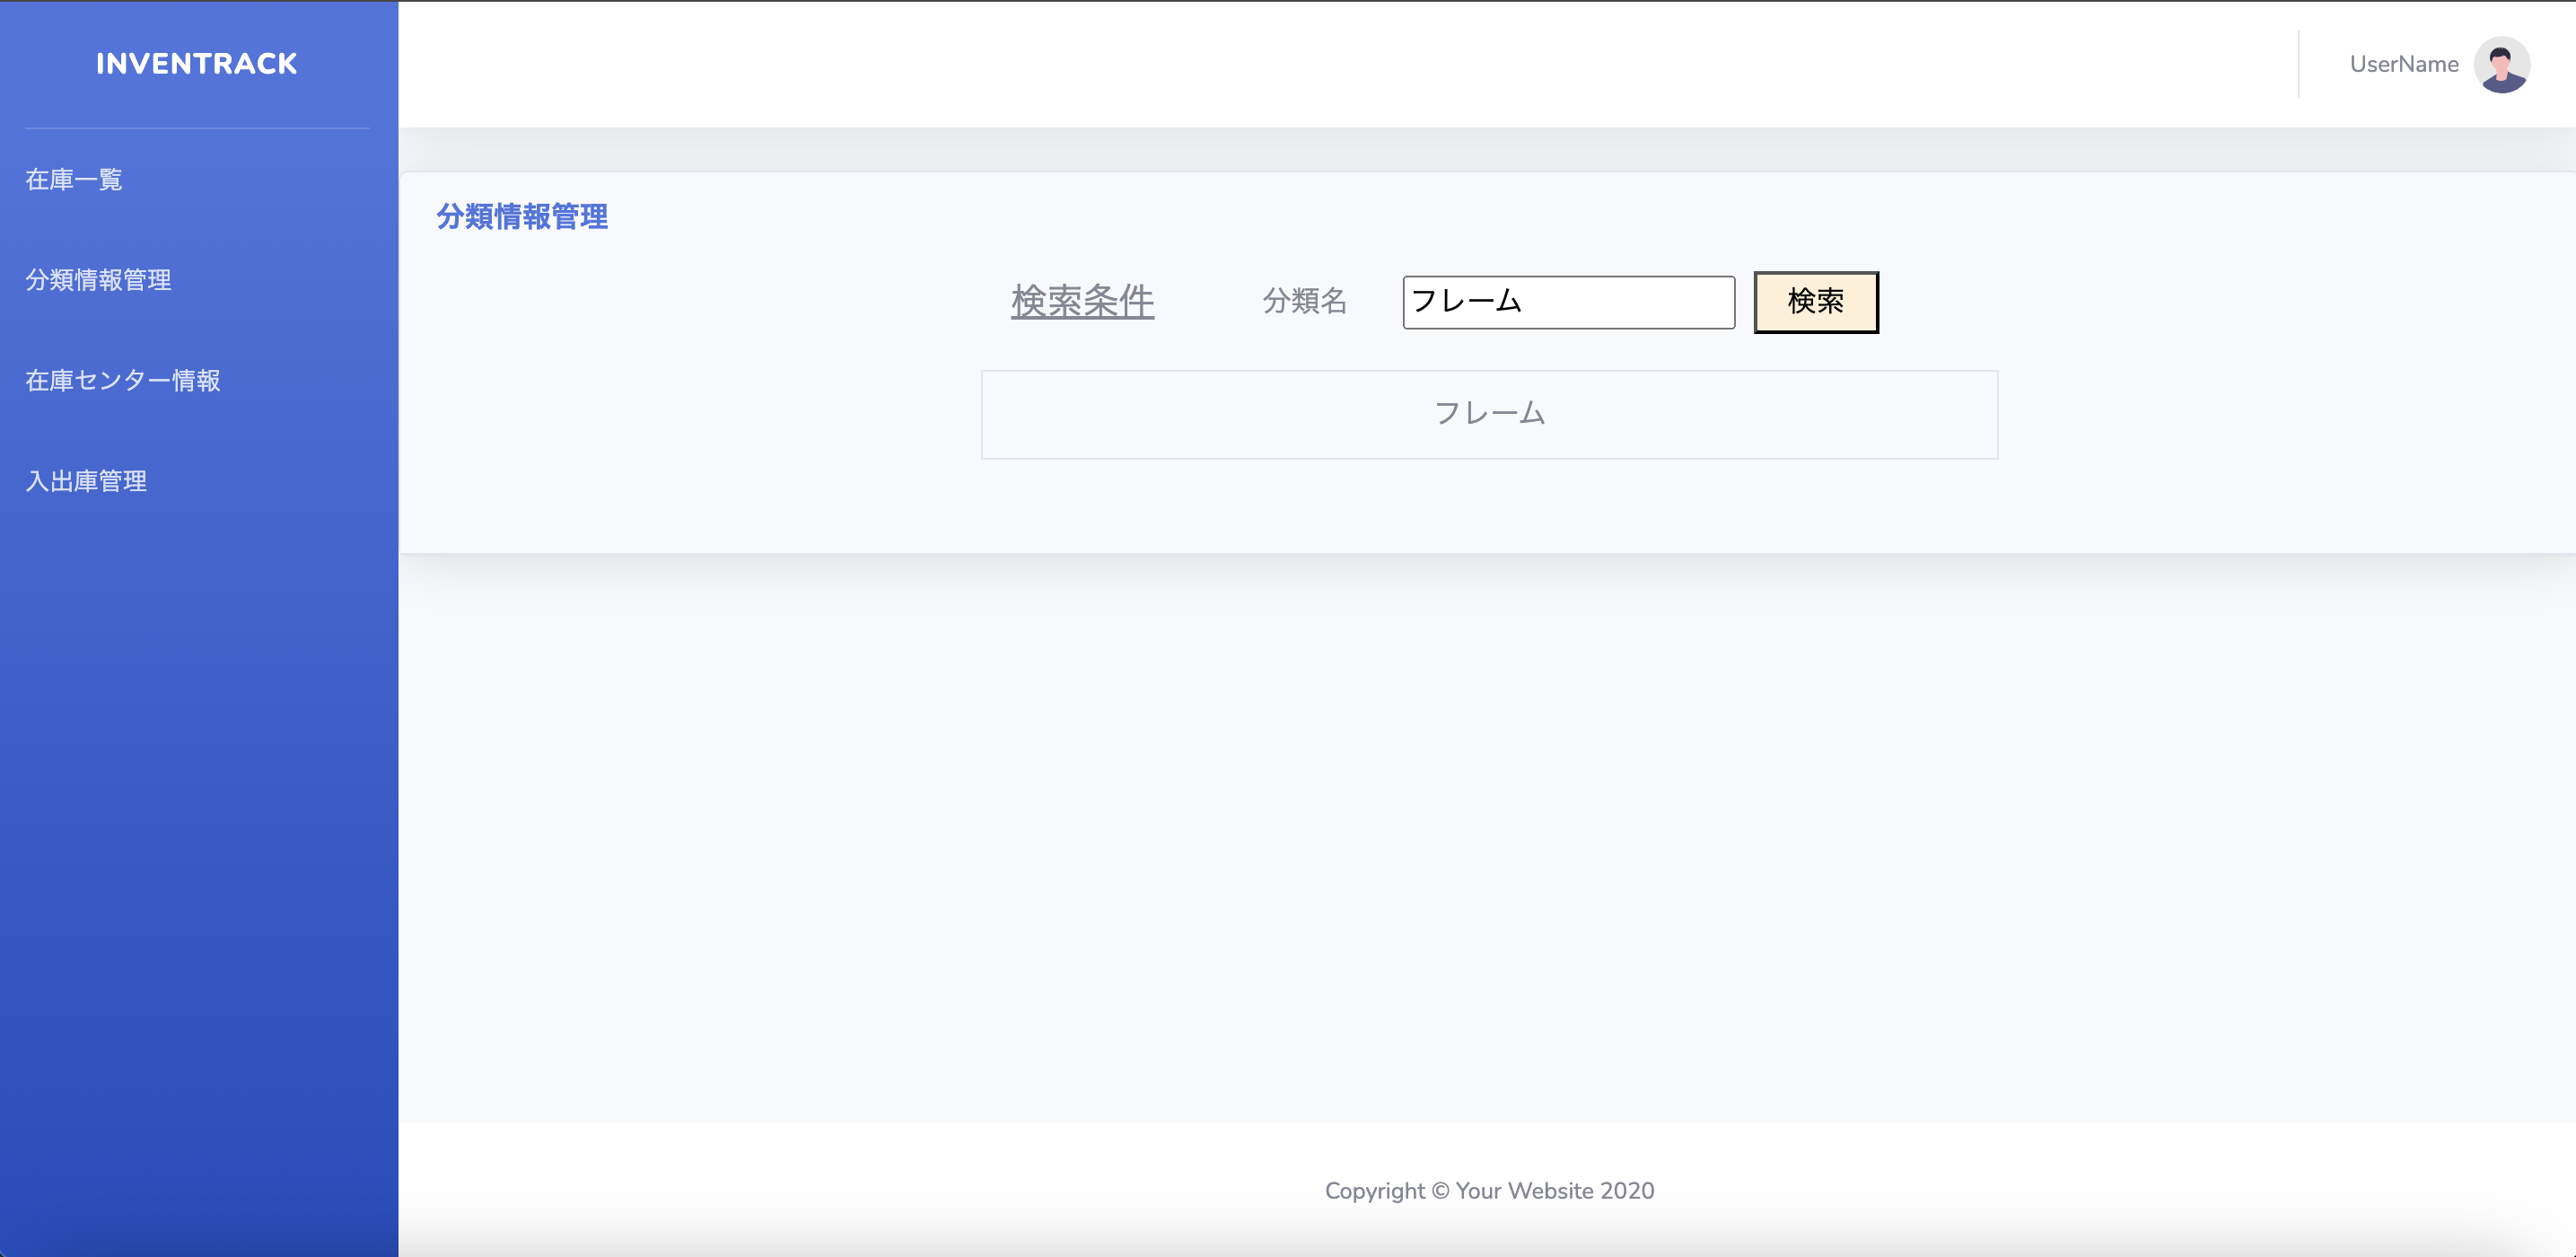 INVENTRACK
UserName
在庫一覧
分類情報管理
在庫センター情報
入出庫管理
分類情報管理
検索条件 分類名 フレーム 検索
フレーム
Copyright © Your Website 2020